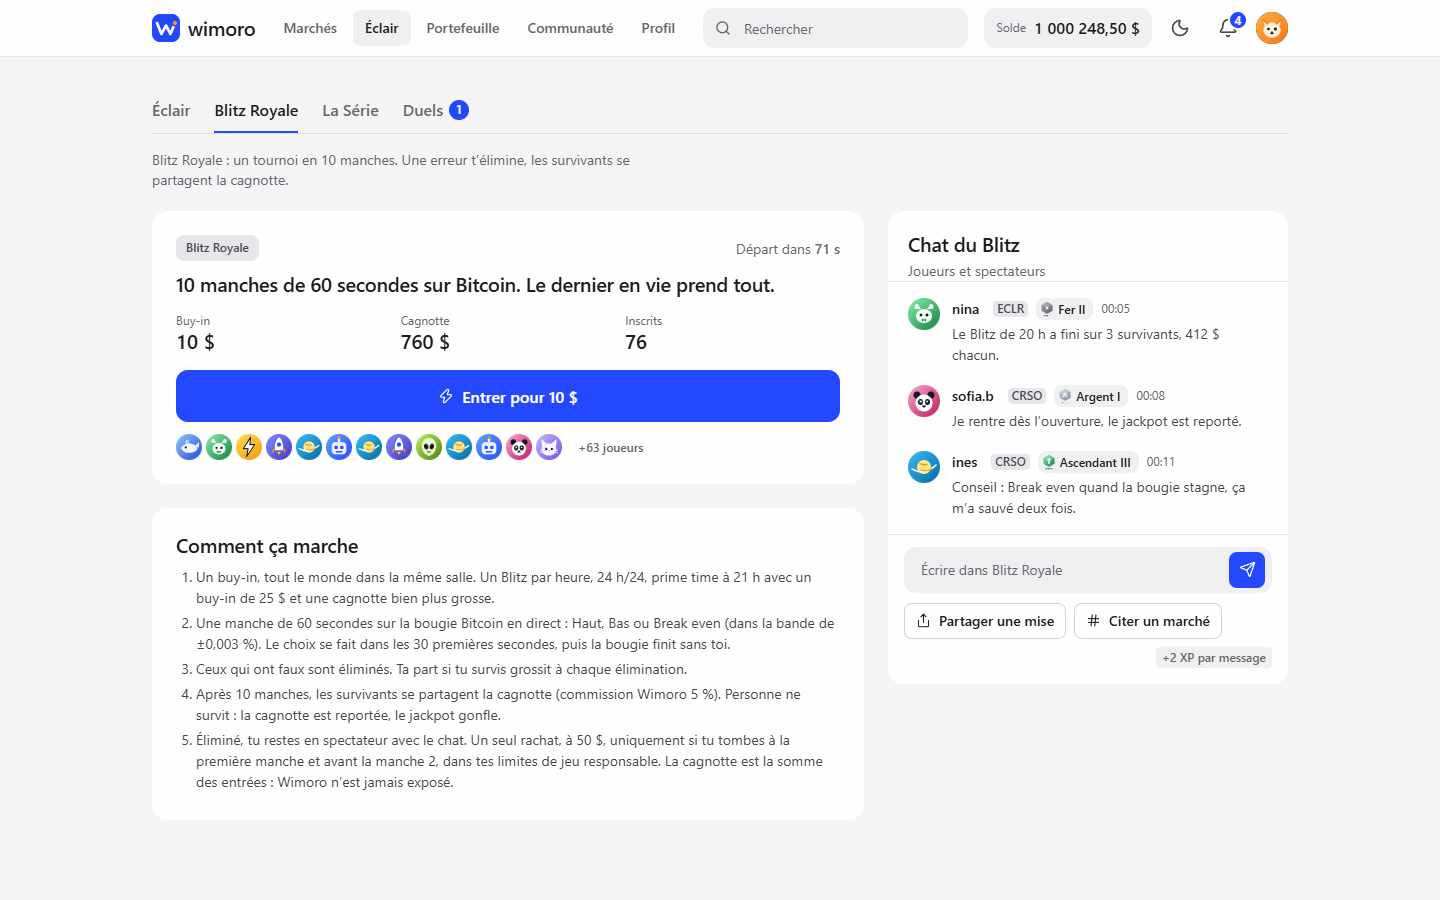 wimoro
Marchés
Éclair
Portefeuille
Communauté
Profil
Rechercher
Solde 1 000 248,50 $
4
Éclair
Blitz Royale
La Série
Duels 1
Blitz Royale : un tournoi en 10 manches. Une erreur t'élimine, les survivants se
partagent la cagnotte.
Blitz Royale
Départ dans 71 s
10 manches de 60 secondes sur Bitcoin. Le dernier en vie prend tout.
Buy-in
10 $
Cagnotte
760 $
Inscrits
76
Entrer pour 10 $
+63 joueurs
Comment ça marche
1. Un buy-in, tout le monde dans la même salle. Un Blitz par heure, 24 h/24, prime time à 21 h avec un
buy-in de 25 $ et une cagnotte bien plus grosse.
2. Une manche de 60 secondes sur la bougie Bitcoin en direct : Haut, Bas ou Break even (dans la bande de
±0,003 %). Le choix se fait dans les 30 premières secondes, puis la bougie finit sans toi.
3. Ceux qui ont faux sont éliminés. Ta part si tu survis grossit à chaque élimination.
4. Après 10 manches, les survivants se partagent la cagnotte (commission Wimoro 5 %). Personne ne
survit : la cagnotte est reportée, le jackpot gonfle.
5. Éliminé, tu restes en spectateur avec le chat. Un seul rachat, à 50 $, uniquement si tu tombes à la
première manche et avant la manche 2, dans tes limites de jeu responsable. La cagnotte est la somme
des entrées : Wimoro n'est jamais exposé.
Chat du Blitz
Joueurs et spectateurs
nina ECLR Fer II 00:05
Le Blitz de 20 h a fini sur 3 survivants, 412 $
chacun.
sofia.b CRSO Argent I 00:08
Je rentre dès l'ouverture, le jackpot est reporté.
ines CRSO Ascendant III 00:11
Conseil : Break even quand la bougie stagne, ça
m'a sauvé deux fois.
Écrire dans Blitz Royale
Partager une mise
Citer un marché
+2 XP par message